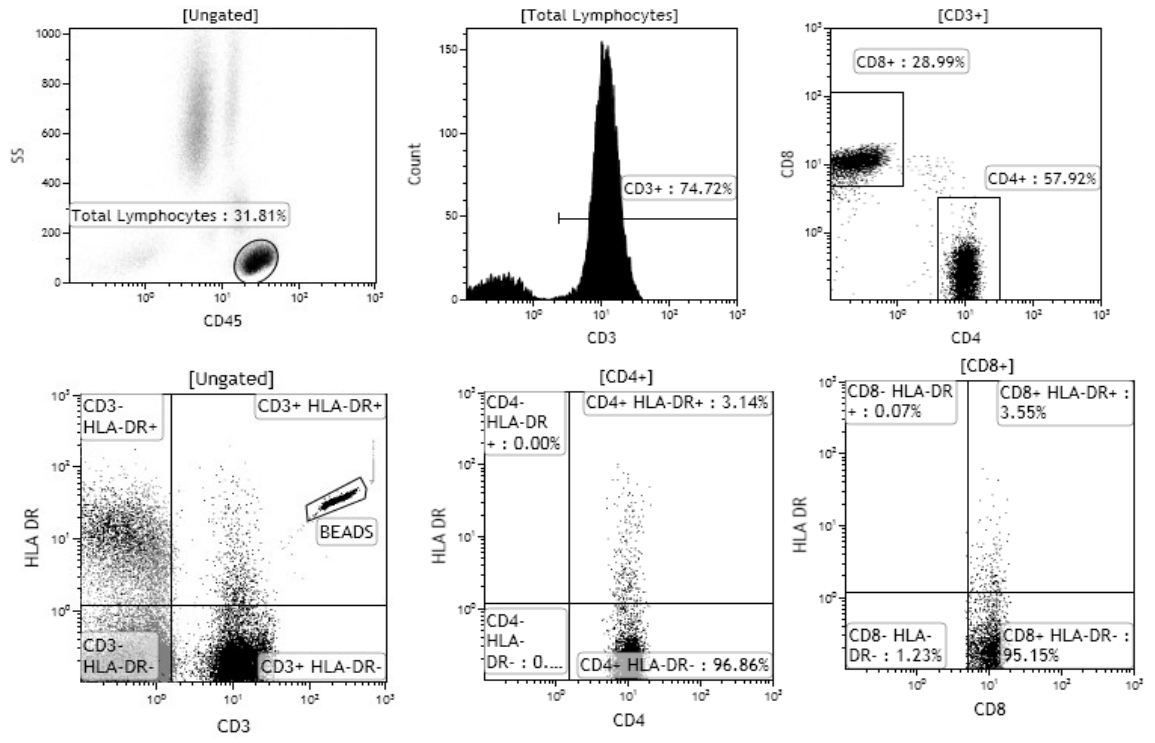 [Ungated]
1000
800
600
400
200
0
SS
Total Lymphocytes : 31.81%
10⁰
10¹
10²
10³
CD45
[Total Lymphocytes]
150
100
50
0
Count
CD3+ : 74.72%
10⁰
10¹
10²
10³
CD3
[CD3+]
10³
10²
10¹
10⁰
CD8
CD8+ : 28.99%
CD4+ : 57.92%
10⁰
10¹
10²
10³
CD4
[Ungated]
10³
10²
10¹
10⁰
HLA DR
CD3-
HLA-DR+
CD3+ HLA-DR+
BEADS
CD3-
HLA-DR-
CD3+ HLA-DR-
10⁰
10¹
10²
10³
CD3
[CD4+]
10³
10²
10¹
10⁰
HLA DR
CD4-
HLA-DR
+ : 0.00%
CD4+ HLA-DR+ : 3.14%
CD4-
HLA-
DR- : 0....
CD4+ HLA-DR- : 96.86%
10⁰
10¹
10²
10³
CD4
[CD8+]
10³
10²
10¹
10⁰
HLA DR
CD8- HLA-DR
+ : 0.07%
CD8+ HLA-DR+ :
3.55%
CD8- HLA-
DR- : 1.23%
CD8+ HLA-DR- :
95.15%
10⁰
10¹
10²
10³
CD8